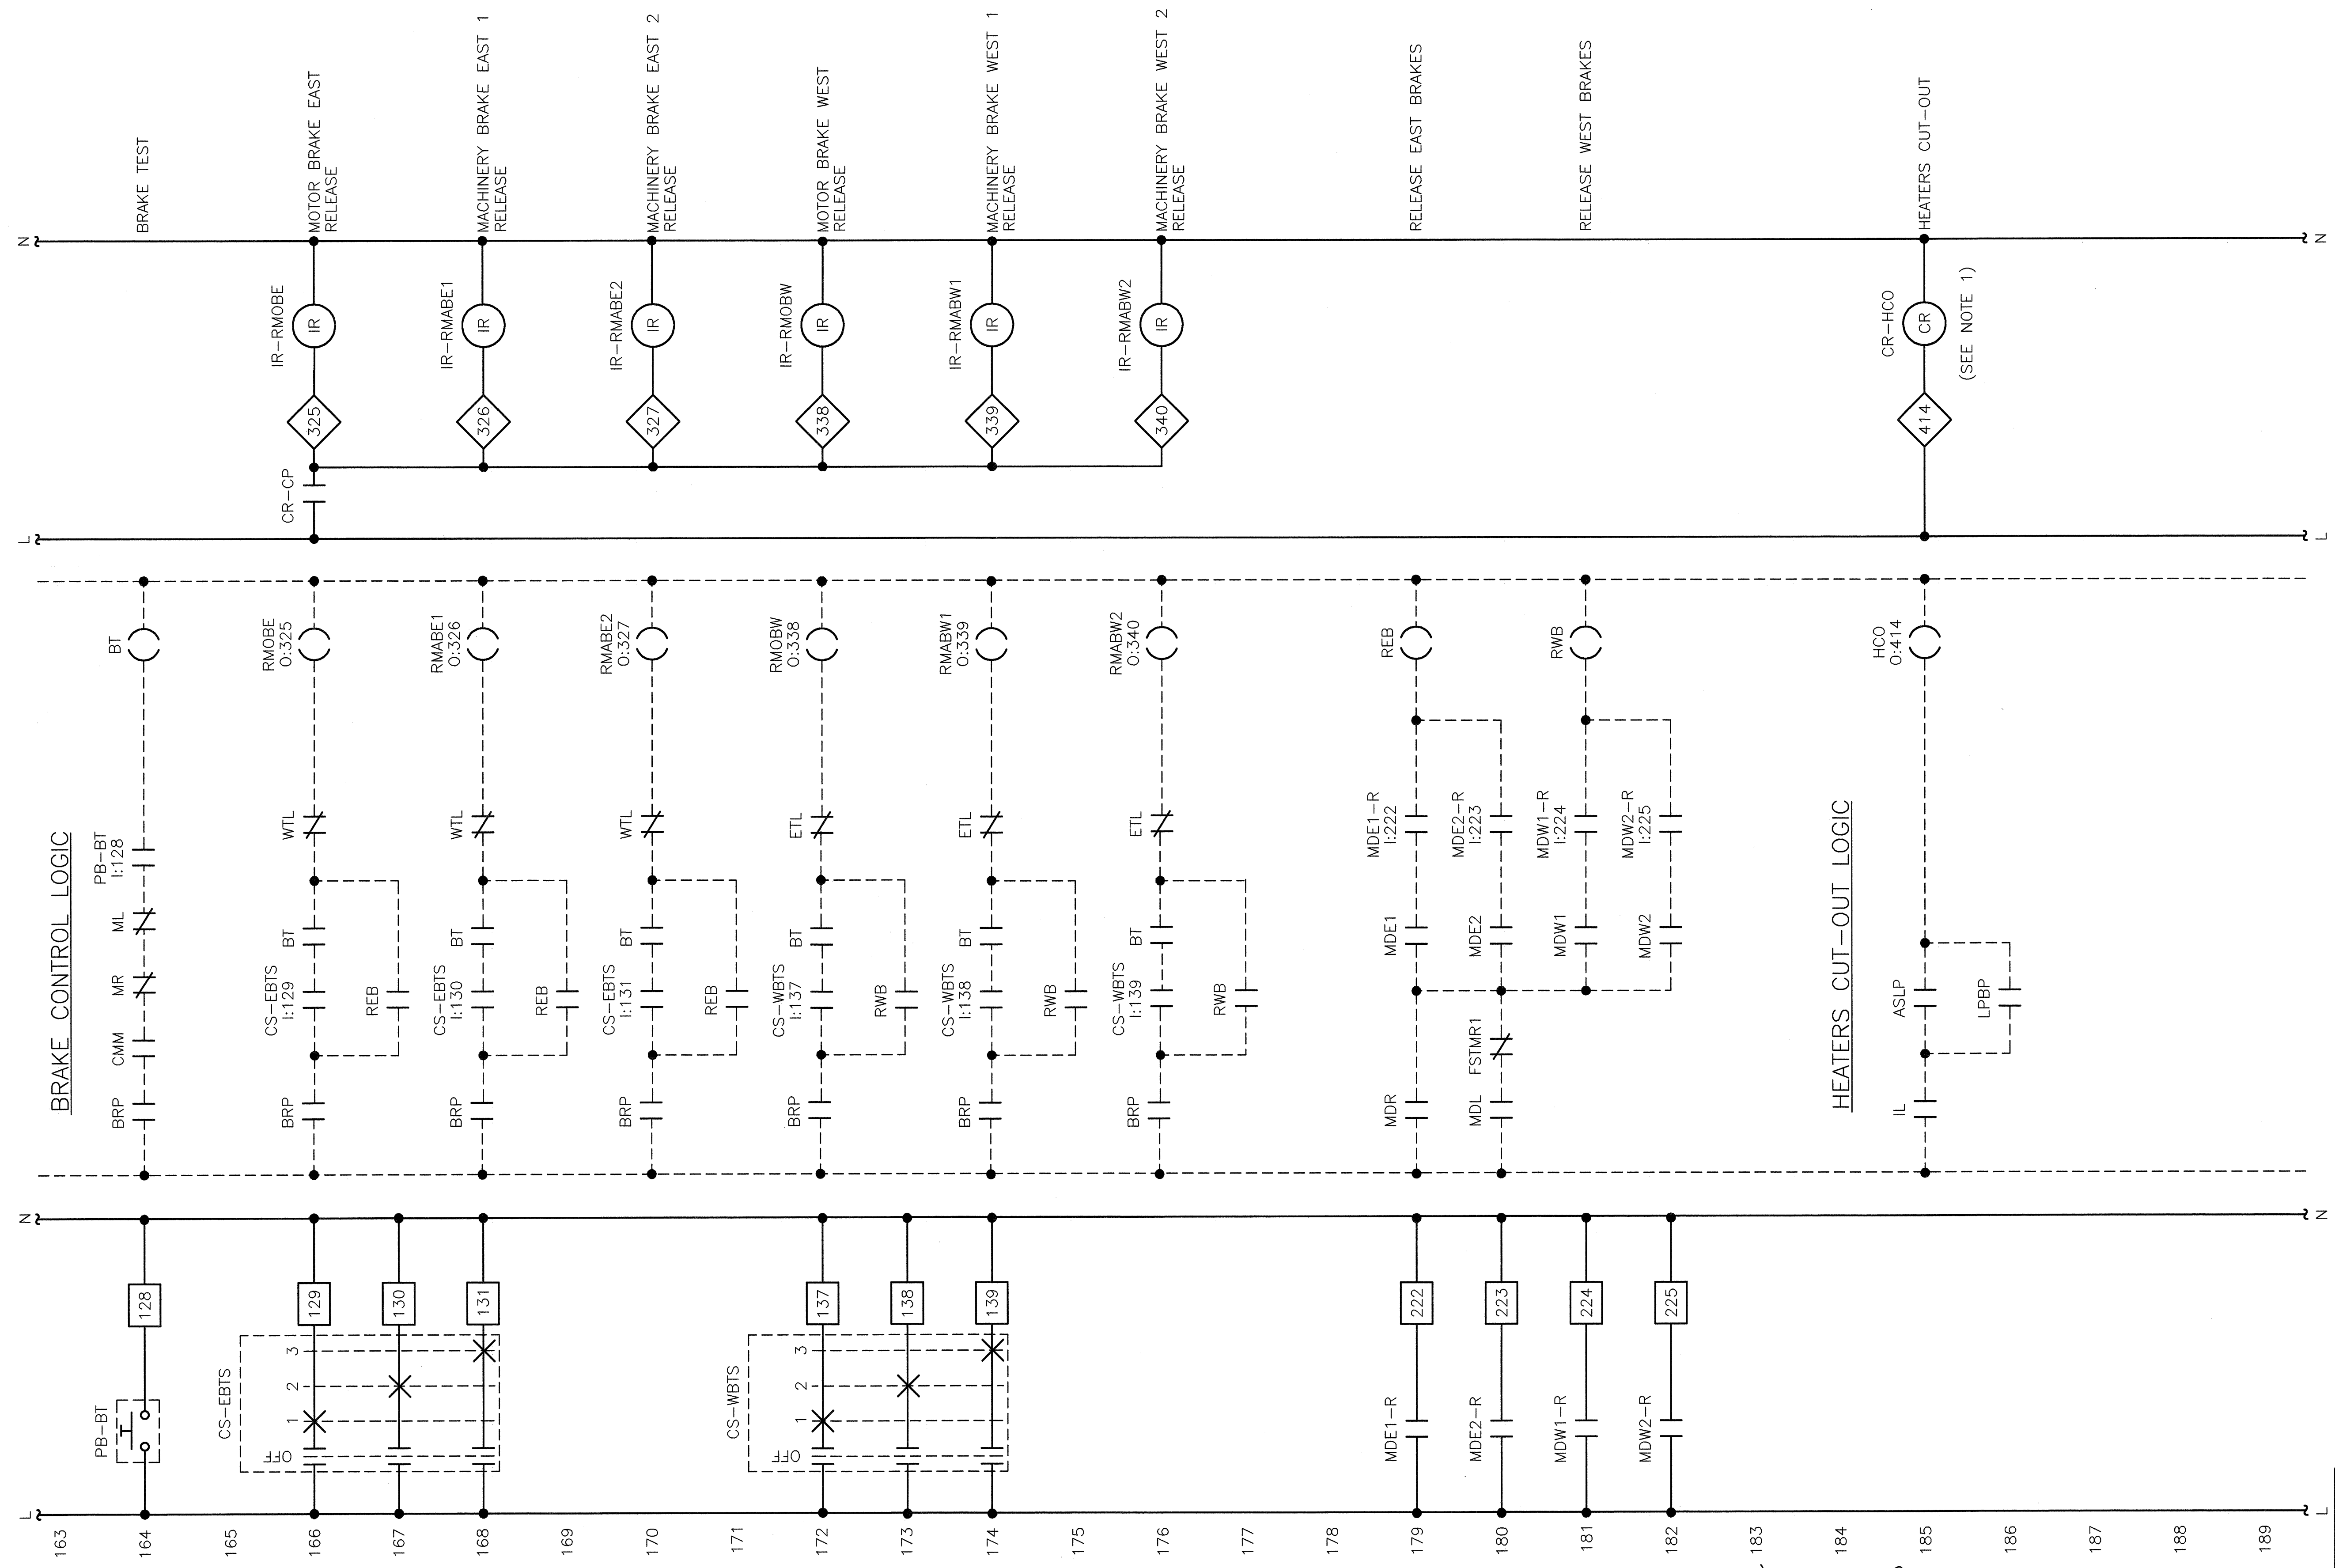 BRAKE CONTROL LOGIC
L
N
L
N
163
164
PB-BT
128
BRP
CMM
MR
ML
PB-BT
I:128
BT
BRAKE TEST
165
166
CS-EBTS
OFF
1
2
3
129
BRP
CS-EBTS
I:129
BT
REB
WTL
RMOBE
O:325
CR-CP
325
IR-RMOBE
IR
MOTOR BRAKE EAST
RELEASE
167
130
168
131
BRP
CS-EBTS
I:130
BT
REB
WTL
RMABE1
O:326
326
IR-RMABE1
IR
MACHINERY BRAKE EAST 1
RELEASE
169
170
BRP
CS-EBTS
I:131
BT
REB
WTL
RMABE2
O:327
327
IR-RMABE2
IR
MACHINERY BRAKE EAST 2
RELEASE
171
172
CS-WBTS
OFF
1
2
3
137
BRP
CS-WBTS
I:137
BT
RWB
ETL
RMOBW
O:338
338
IR-RMOBW
IR
MOTOR BRAKE WEST
RELEASE
173
138
174
139
BRP
CS-WBTS
I:138
BT
RWB
ETL
RMABW1
O:339
339
IR-RMABW1
IR
MACHINERY BRAKE WEST 1
RELEASE
175
176
BRP
CS-WBTS
I:139
BT
RWB
ETL
RMABW2
O:340
340
IR-RMABW2
IR
MACHINERY BRAKE WEST 2
RELEASE
177
178
179
MDE1-R
222
MDR
MDE1
MDE1-R
I:222
REB
RELEASE EAST BRAKES
180
MDE2-R
223
MDL
FSTMR1
MDE2
MDE2-R
I:223
181
MDW1-R
224
MDW1
MDW1-R
I:224
RWB
RELEASE WEST BRAKES
182
MDW2-R
225
MDW2
MDW2-R
I:225
183
184
HEATERS CUT-OUT LOGIC
185
IL
ASLP
LPBP
HCO
O:414
414
CR-HCO
CR
(SEE NOTE 1)
HEATERS CUT-OUT
186
187
188
189
L
N
L
N